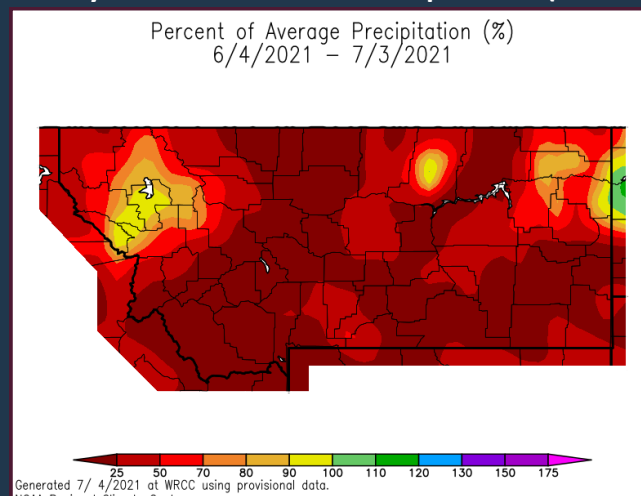 Percent of Average Precipitation (%)
6/4/2021 – 7/3/2021
25 50 70 80 90 100 110 120 130 150 175
Generated 7/ 4/2021 at WRCC using provisional data.